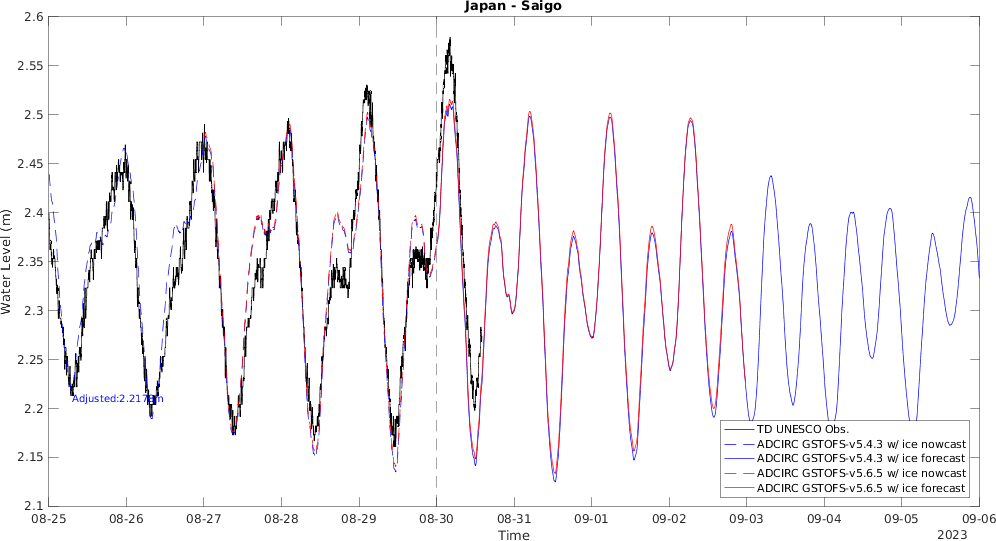 Japan - Saigo
Water Level (m)
2.6
2.55
2.5
2.45
2.4
2.35
2.3
2.25
2.2
2.15
2.1
Adjusted:2.2178m
TD UNESCO Obs.
ADCIRC GSTOFS-v5.4.3 w/ ice nowcast
ADCIRC GSTOFS-v5.4.3 w/ ice forecast
ADCIRC GSTOFS-v5.6.5 w/ ice nowcast
ADCIRC GSTOFS-v5.6.5 w/ ice forecast
08-25 08-26 08-27 08-28 08-29 08-30 08-31 09-01 09-02 09-03 09-04 09-05 09-06
Time
2023